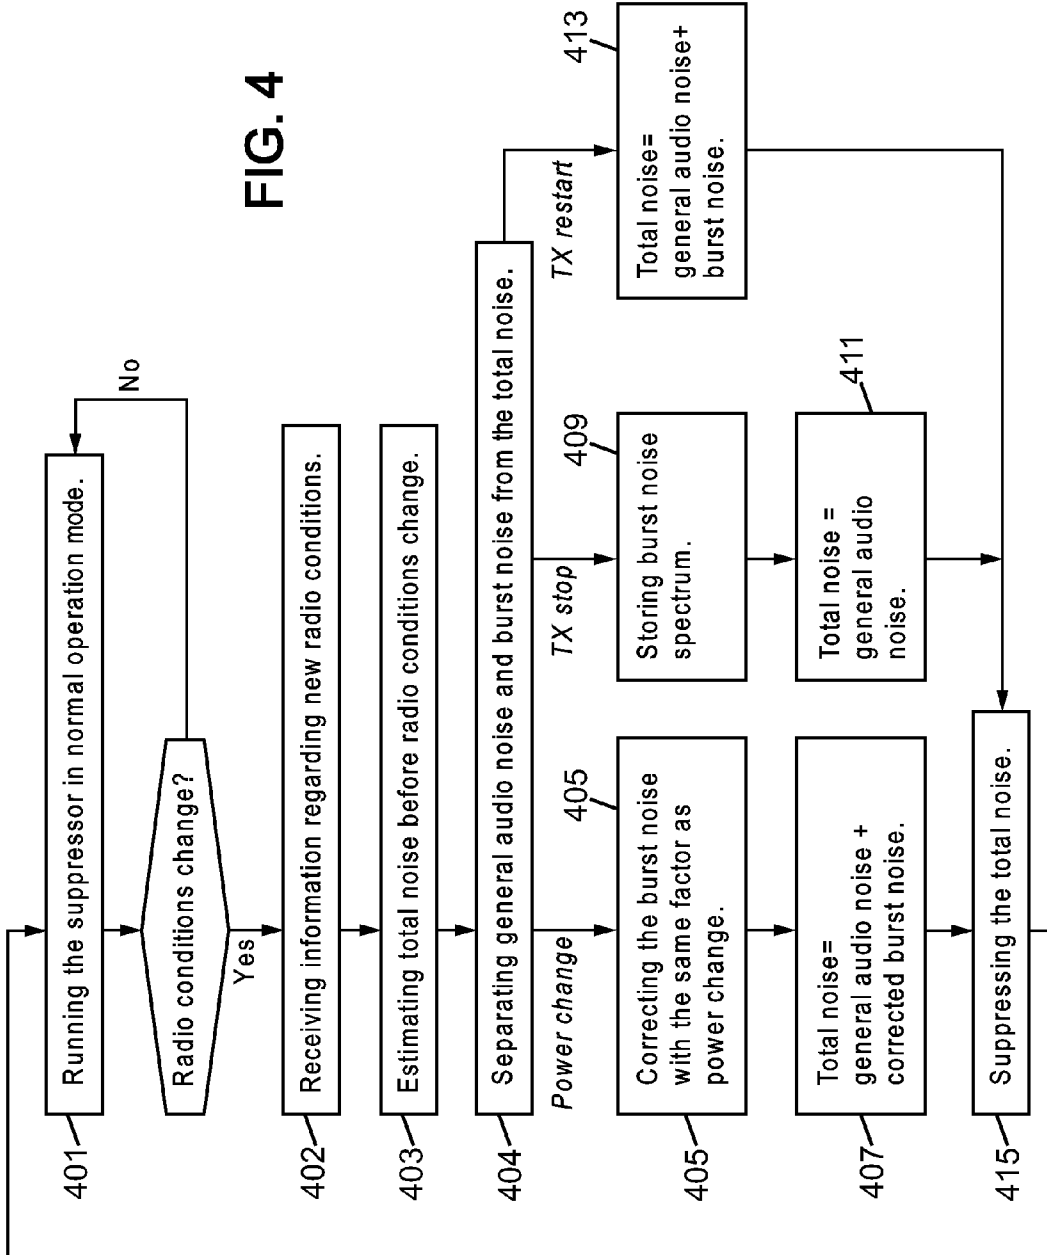 FIG. 4
401
Running the suppressor in normal operation mode.
No
Radio conditions change?
Yes
402
Receiving information regarding new radio conditions.
403
Estimating total noise before radio conditions change.
404
Separating general audio noise and burst noise from the total noise.
Power change
TX stop
TX restart
405
Correcting the burst noise
with the same factor as
power change.
405
409
Storing burst noise
spectrum.
413
Total noise=
general audio noise+
burst noise.
407
Total noise=
general audio noise +
corrected burst noise.
411
Total noise =
general audio
noise.
415
Suppressing the total noise.